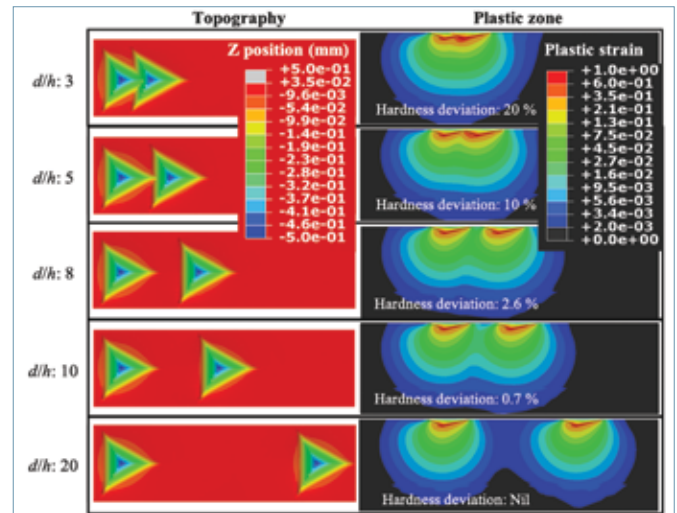 Topography
Plastic zone
d/h: 3
Z position (mm)
+5.0e-01
+3.5e-02
-9.6e-03
-5.4e-02
-9.9e-02
-1.4e-01
-1.9e-01
-2.3e-01
-2.8e-01
-3.2e-01
-3.7e-01
-4.1e-01
-4.6e-01
-5.0e-01
Hardness deviation: 20 %
Plastic strain
+1.0e+00
+6.0e-01
+3.5e-01
+2.1e-01
+1.3e-01
+7.5e-02
+4.5e-02
+2.7e-02
+1.6e-02
+9.5e-03
+5.6e-03
+3.4e-03
+2.0e-03
+0.0e+00
d/h: 5
Hardness deviation: 10 %
d/h: 8
Hardness deviation: 2.6 %
d/h: 10
Hardness deviation: 0.7 %
d/h: 20
Hardness deviation: Nil